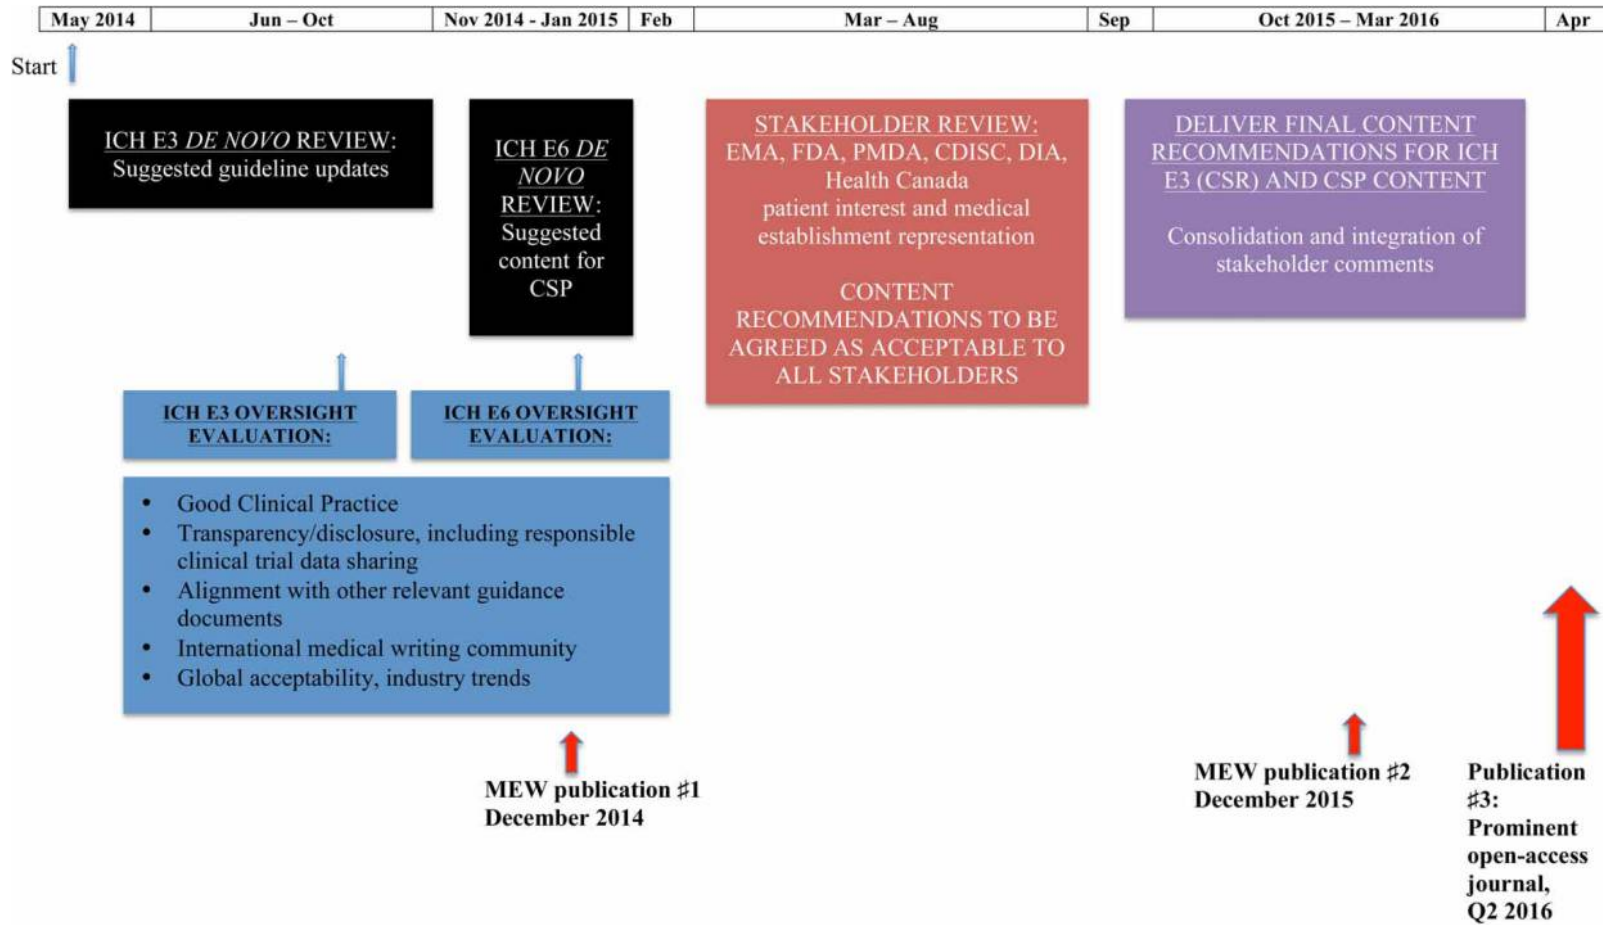 May 2014 Jun – Oct Nov 2014 - Jan 2015 Feb Mar – Aug Sep Oct 2015 – Mar 2016 Apr
Start
ICH E3 DE NOVO REVIEW:
Suggested guideline updates
ICH E6 DE
NOVO
REVIEW:
Suggested
content for
CSP
STAKEHOLDER REVIEW:
EMA, FDA, PMDA, CDISC, DIA,
Health Canada
patient interest and medical
establishment representation
CONTENT
RECOMMENDATIONS TO BE
AGREED AS ACCEPTABLE TO
ALL STAKEHOLDERS
DELIVER FINAL CONTENT
RECOMMENDATIONS FOR ICH
E3 (CSR) AND CSP CONTENT
Consolidation and integration of
stakeholder comments
ICH E3 OVERSIGHT
EVALUATION:
ICH E6 OVERSIGHT
EVALUATION:
• Good Clinical Practice
• Transparency/disclosure, including responsible
clinical trial data sharing
• Alignment with other relevant guidance
documents
• International medical writing community
• Global acceptability, industry trends
MEW publication ♯1
December 2014
MEW publication ♯2
December 2015
Publication
♯3:
Prominent
open-access
journal,
Q2 2016